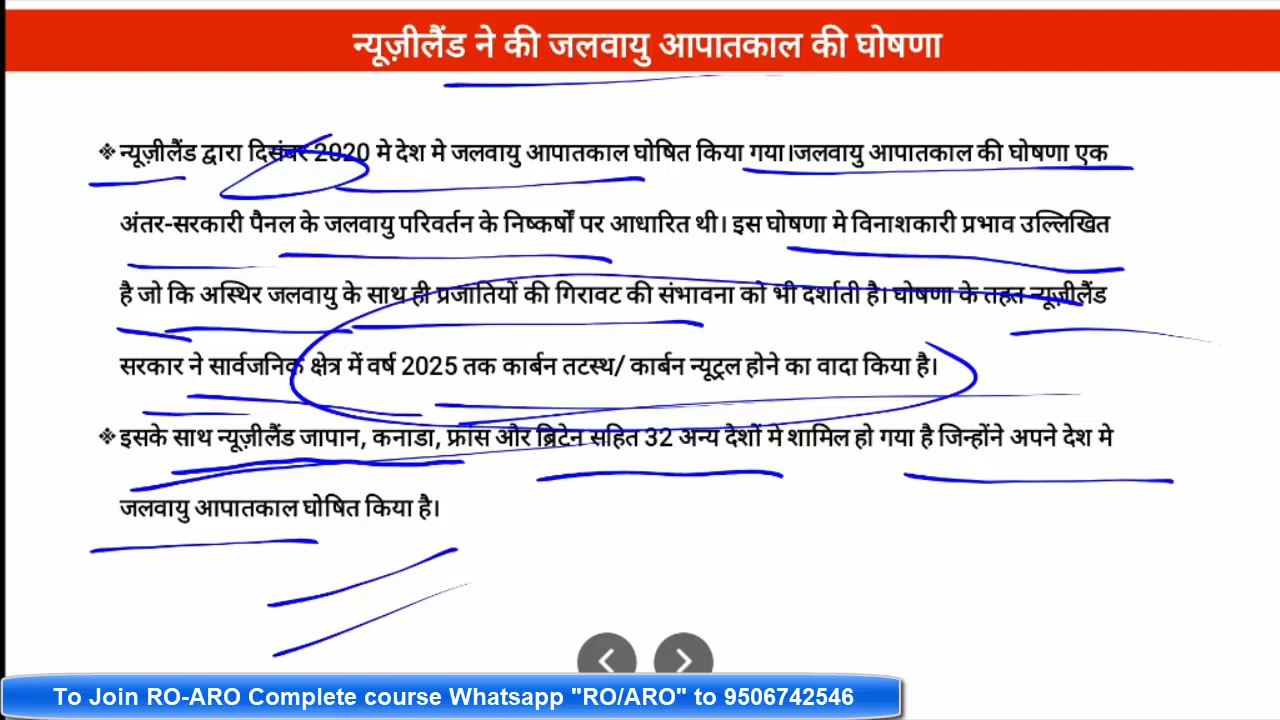 न्यूज़ीलैंड ने की जलवायु आपातकाल की घोषणा
❖न्यूज़ीलैंड द्वारा दिसंबर 2020 मे देश मे जलवायु आपातकाल घोषित किया गया।जलवायु आपातकाल की घोषणा एक
अंतर-सरकारी पैनल के जलवायु परिवर्तन के निष्कर्षों पर आधारित थी। इस घोषणा मे विनाशकारी प्रभाव उल्लिखित
है जो कि अस्थिर जलवायु के साथ ही प्रजातियों की गिरावट की संभावना को भी दर्शाती है। घोषणा के तहत न्यूज़ीलैंड
सरकार ने सार्वजनिक क्षेत्र में वर्ष 2025 तक कार्बन तटस्थ/ कार्बन न्यूट्रल होने का वादा किया है।
❖इसके साथ न्यूज़ीलैंड जापान, कनाडा, फ्रांस और ब्रिटेन सहित 32 अन्य देशों मे शामिल हो गया है जिन्होंने अपने देश मे
जलवायु आपातकाल घोषित किया है।
To Join RO-ARO Complete course Whatsapp "RO/ARO" to 9506742546